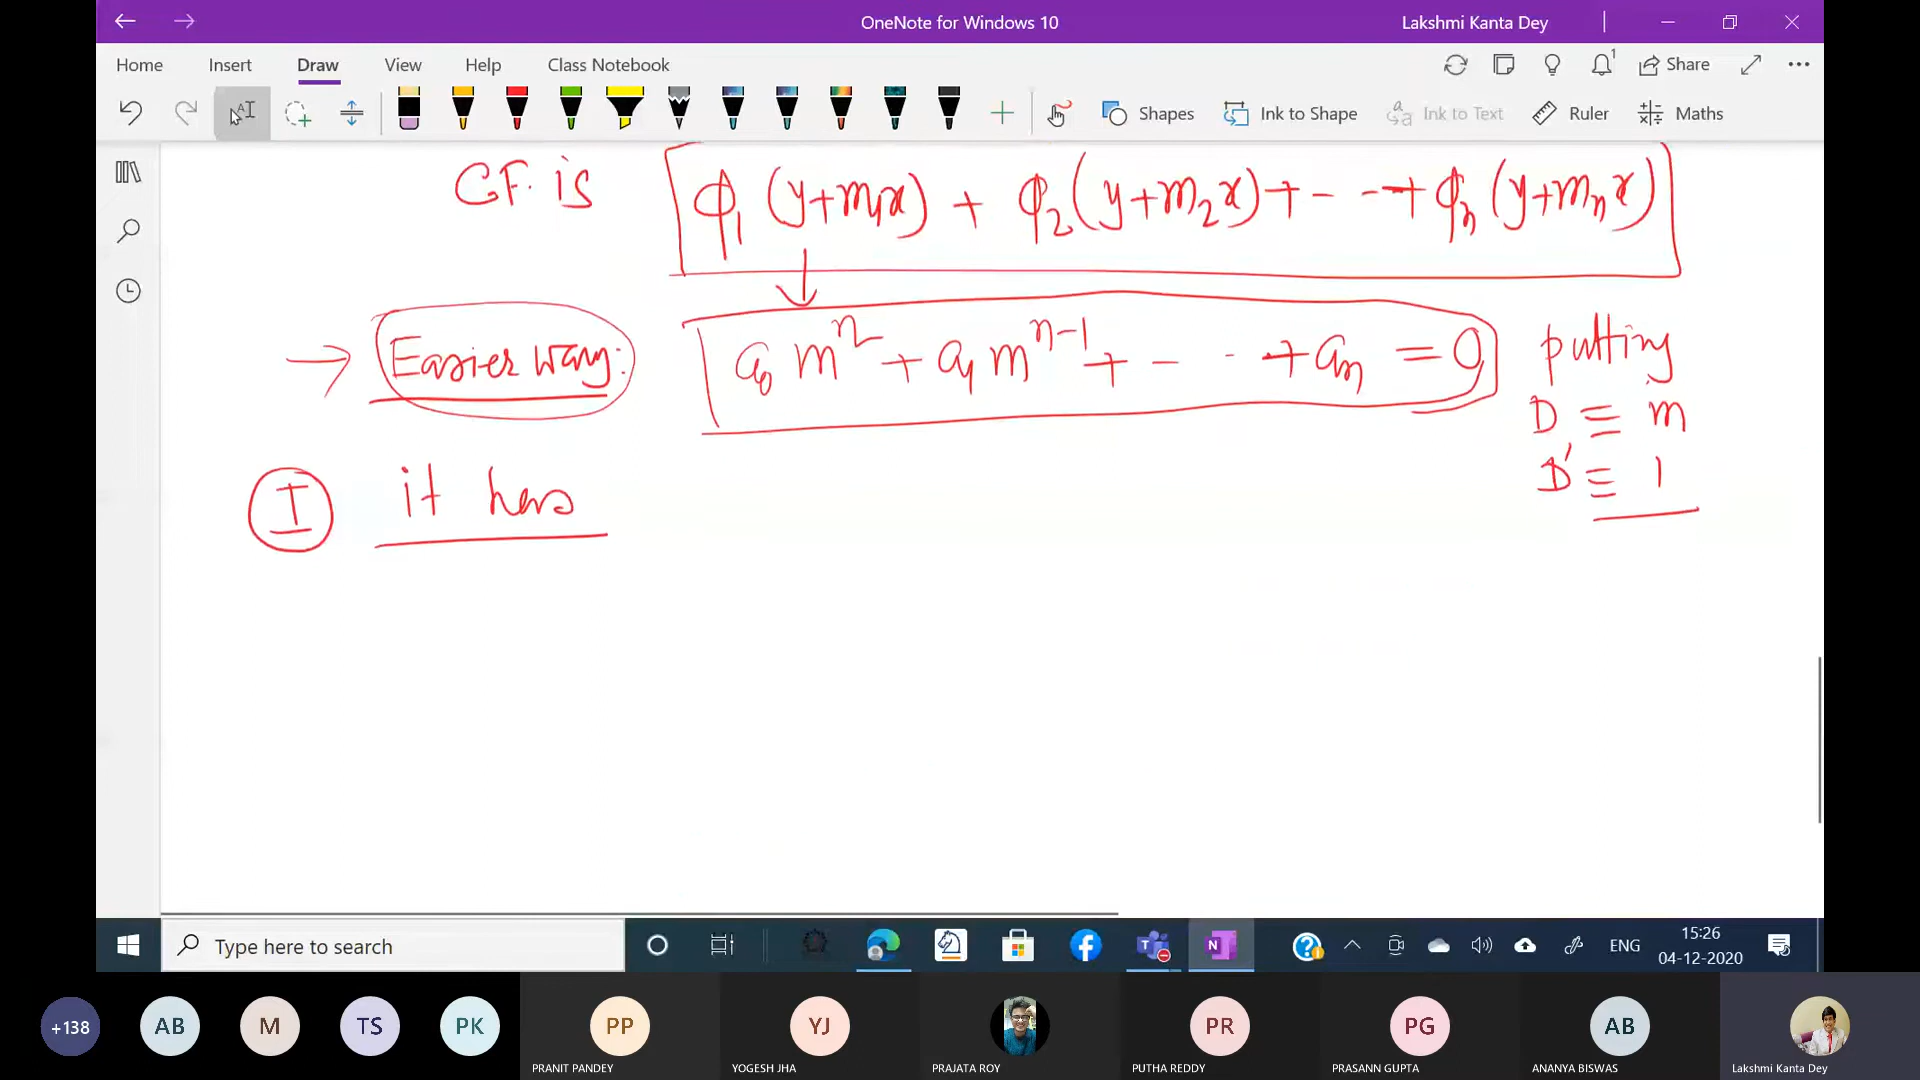 OneNote for Windows 10
Lakshmi Kanta Dey
Home Insert Draw View Help Class Notebook
Share
Shapes Ink to Shape Ink to Text Ruler Maths
C.F. is ϕ₁(y+m₁x) + ϕ₂(y+m₂x) + - - + ϕₙ(y+mₙx)
→ Easier way: a₀ mⁿ + a₁ mⁿ⁻¹ + - - - + aₙ = 0 putting
D ≡ m
D' ≡ 1
I it has
Type here to search
ENG
15:26
04-12-2020
+138 AB M TS PK PP YJ PR PG AB
PRANIT PANDEY YOGESH JHA PRAJATA ROY PUTHA REDDY PRASANN GUPTA ANANYA BISWAS Lakshmi Kanta Dey